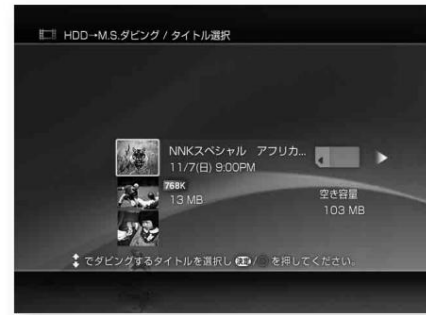 HDD→M.S.ダビング / タイトル選択
NNKスペシャル アフリカ...
11/7(日) 9:00PM
768K
13 MB
空き容量
103 MB
でダビングするタイトルを選択し 決定/ を押してください。